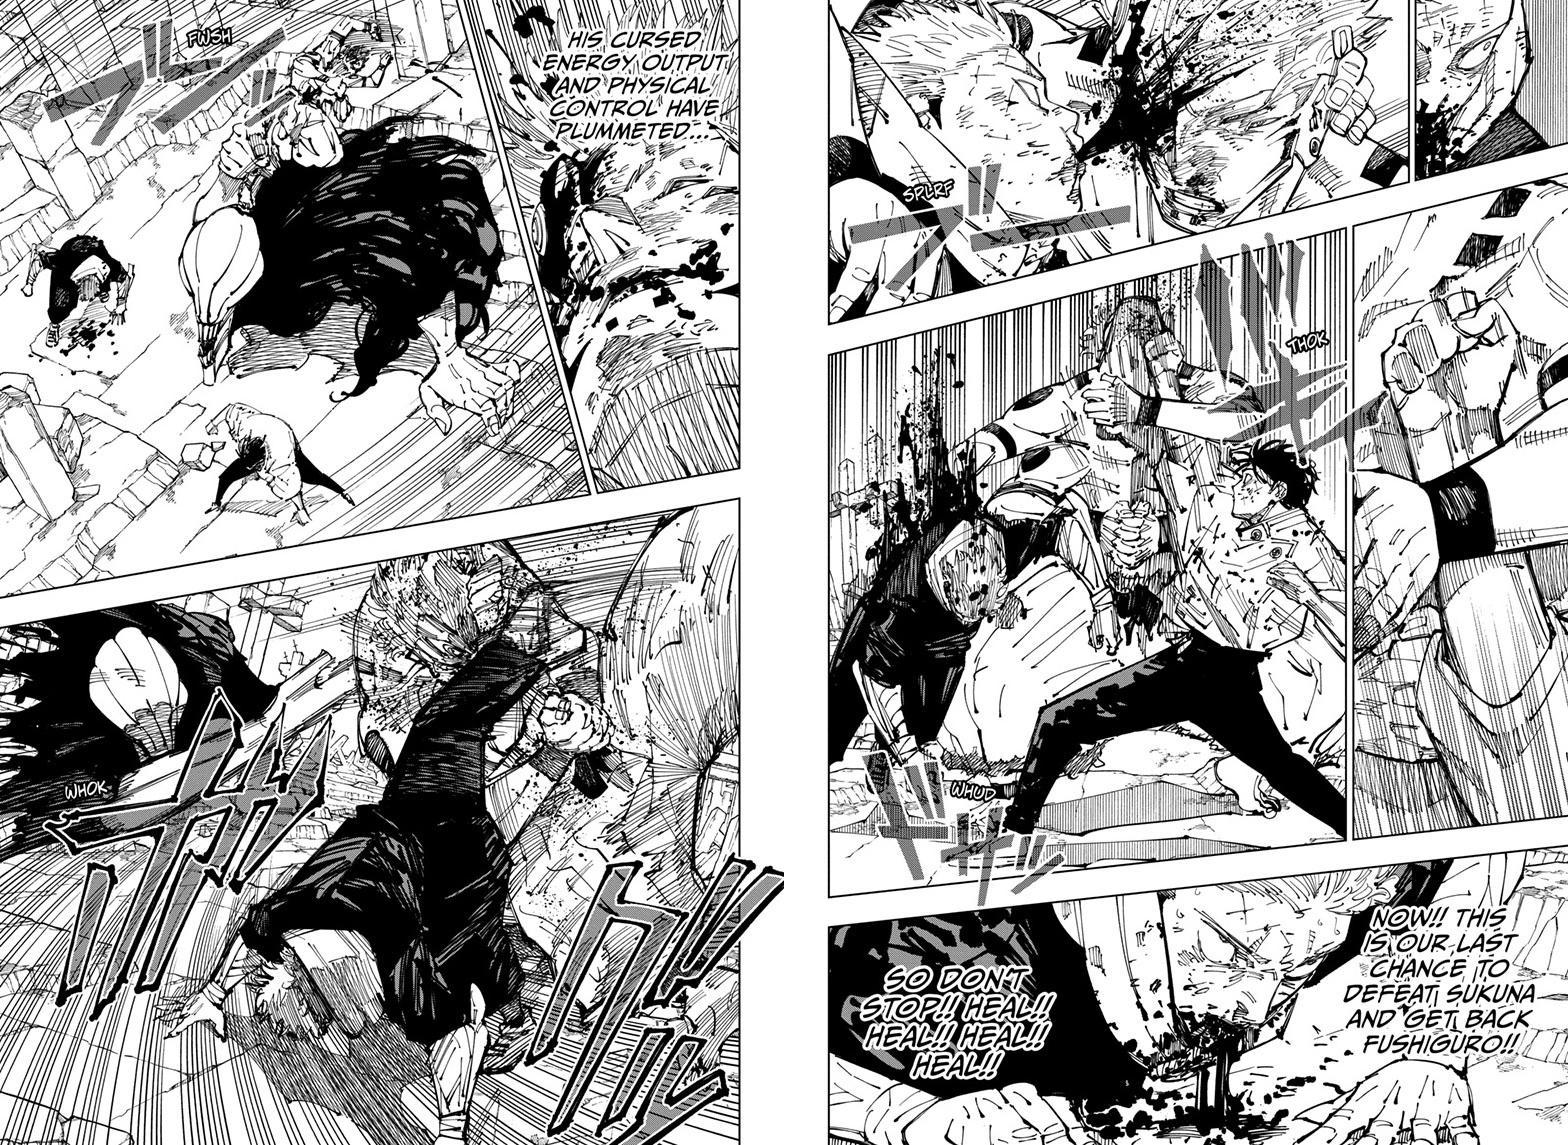 SPLRF
THOK
WHUD
NOW!! THIS
IS OUR LAST
CHANCE TO
DEFEAT SUKUNA
AND GET BACK
FUSHIGURO!!
SO DON'T
STOP!! HEAL!!
HEAL!! HEAL!!
HEAL!!
HIS CURSED
ENERGY OUTPUT
AND PHYSICAL
CONTROL HAVE
PLUMMETED...
FWSH
WHOK